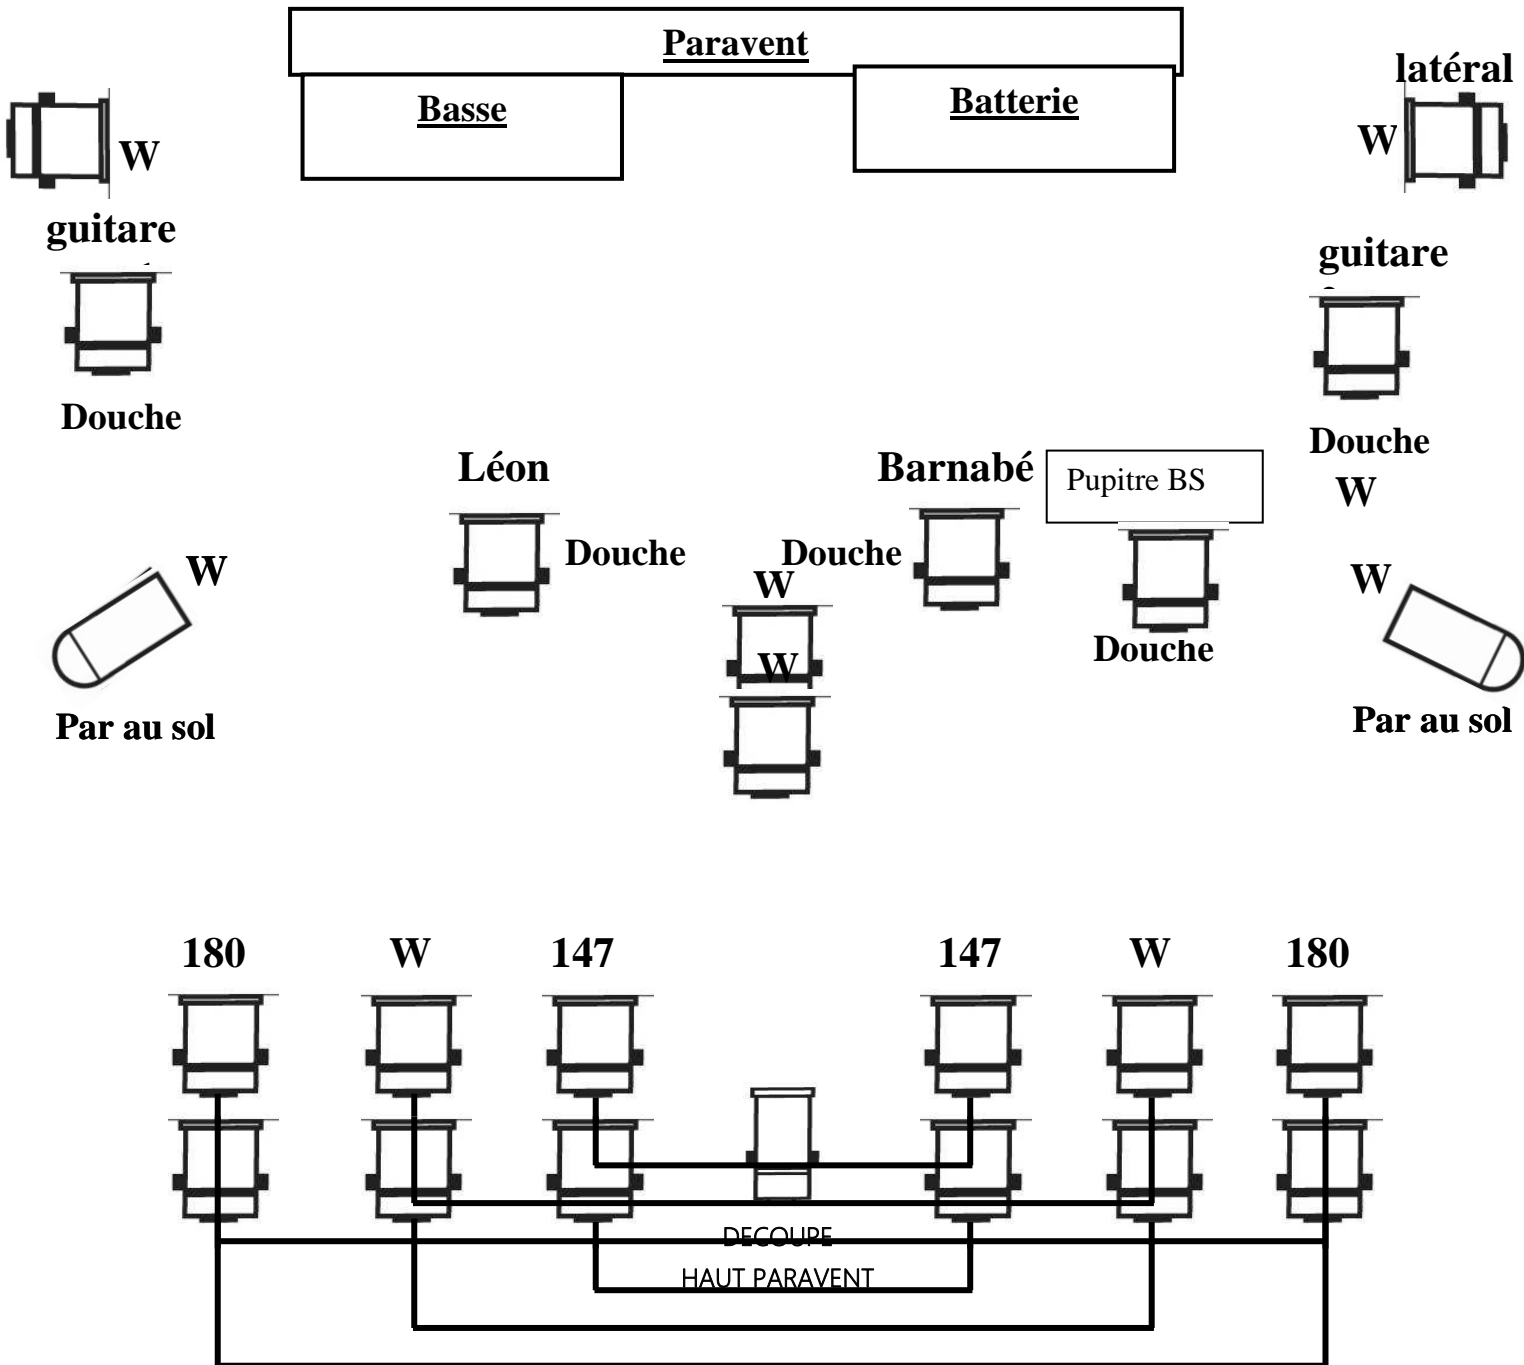 Paravent
Basse
Batterie
latéral
W
W
guitare
guitare
Douche
Douche
Léon
Barnabé
Pupitre BS
W
Douche
Douche
W
W
W
W
Douche
Par au sol
Par au sol
180
W
147
147
W
180
DECOUPE
HAUT PARAVENT